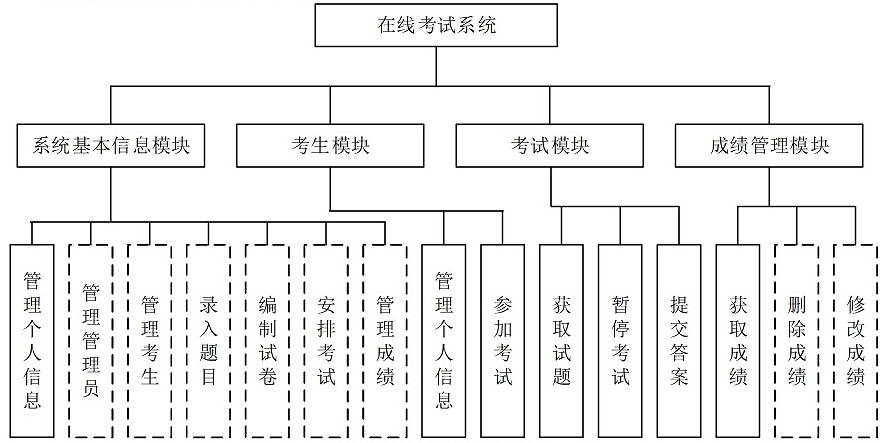 在线考试系统
系统基本信息模块
考生模块
考试模块
成绩管理模块
管理个人信息
管理管理员
管理考生
录入题目
编制试卷
安排考试
管理成绩
管理个人信息
参加考试
获取试题
暂停考试
提交答案
获取成绩
删除成绩
修改成绩